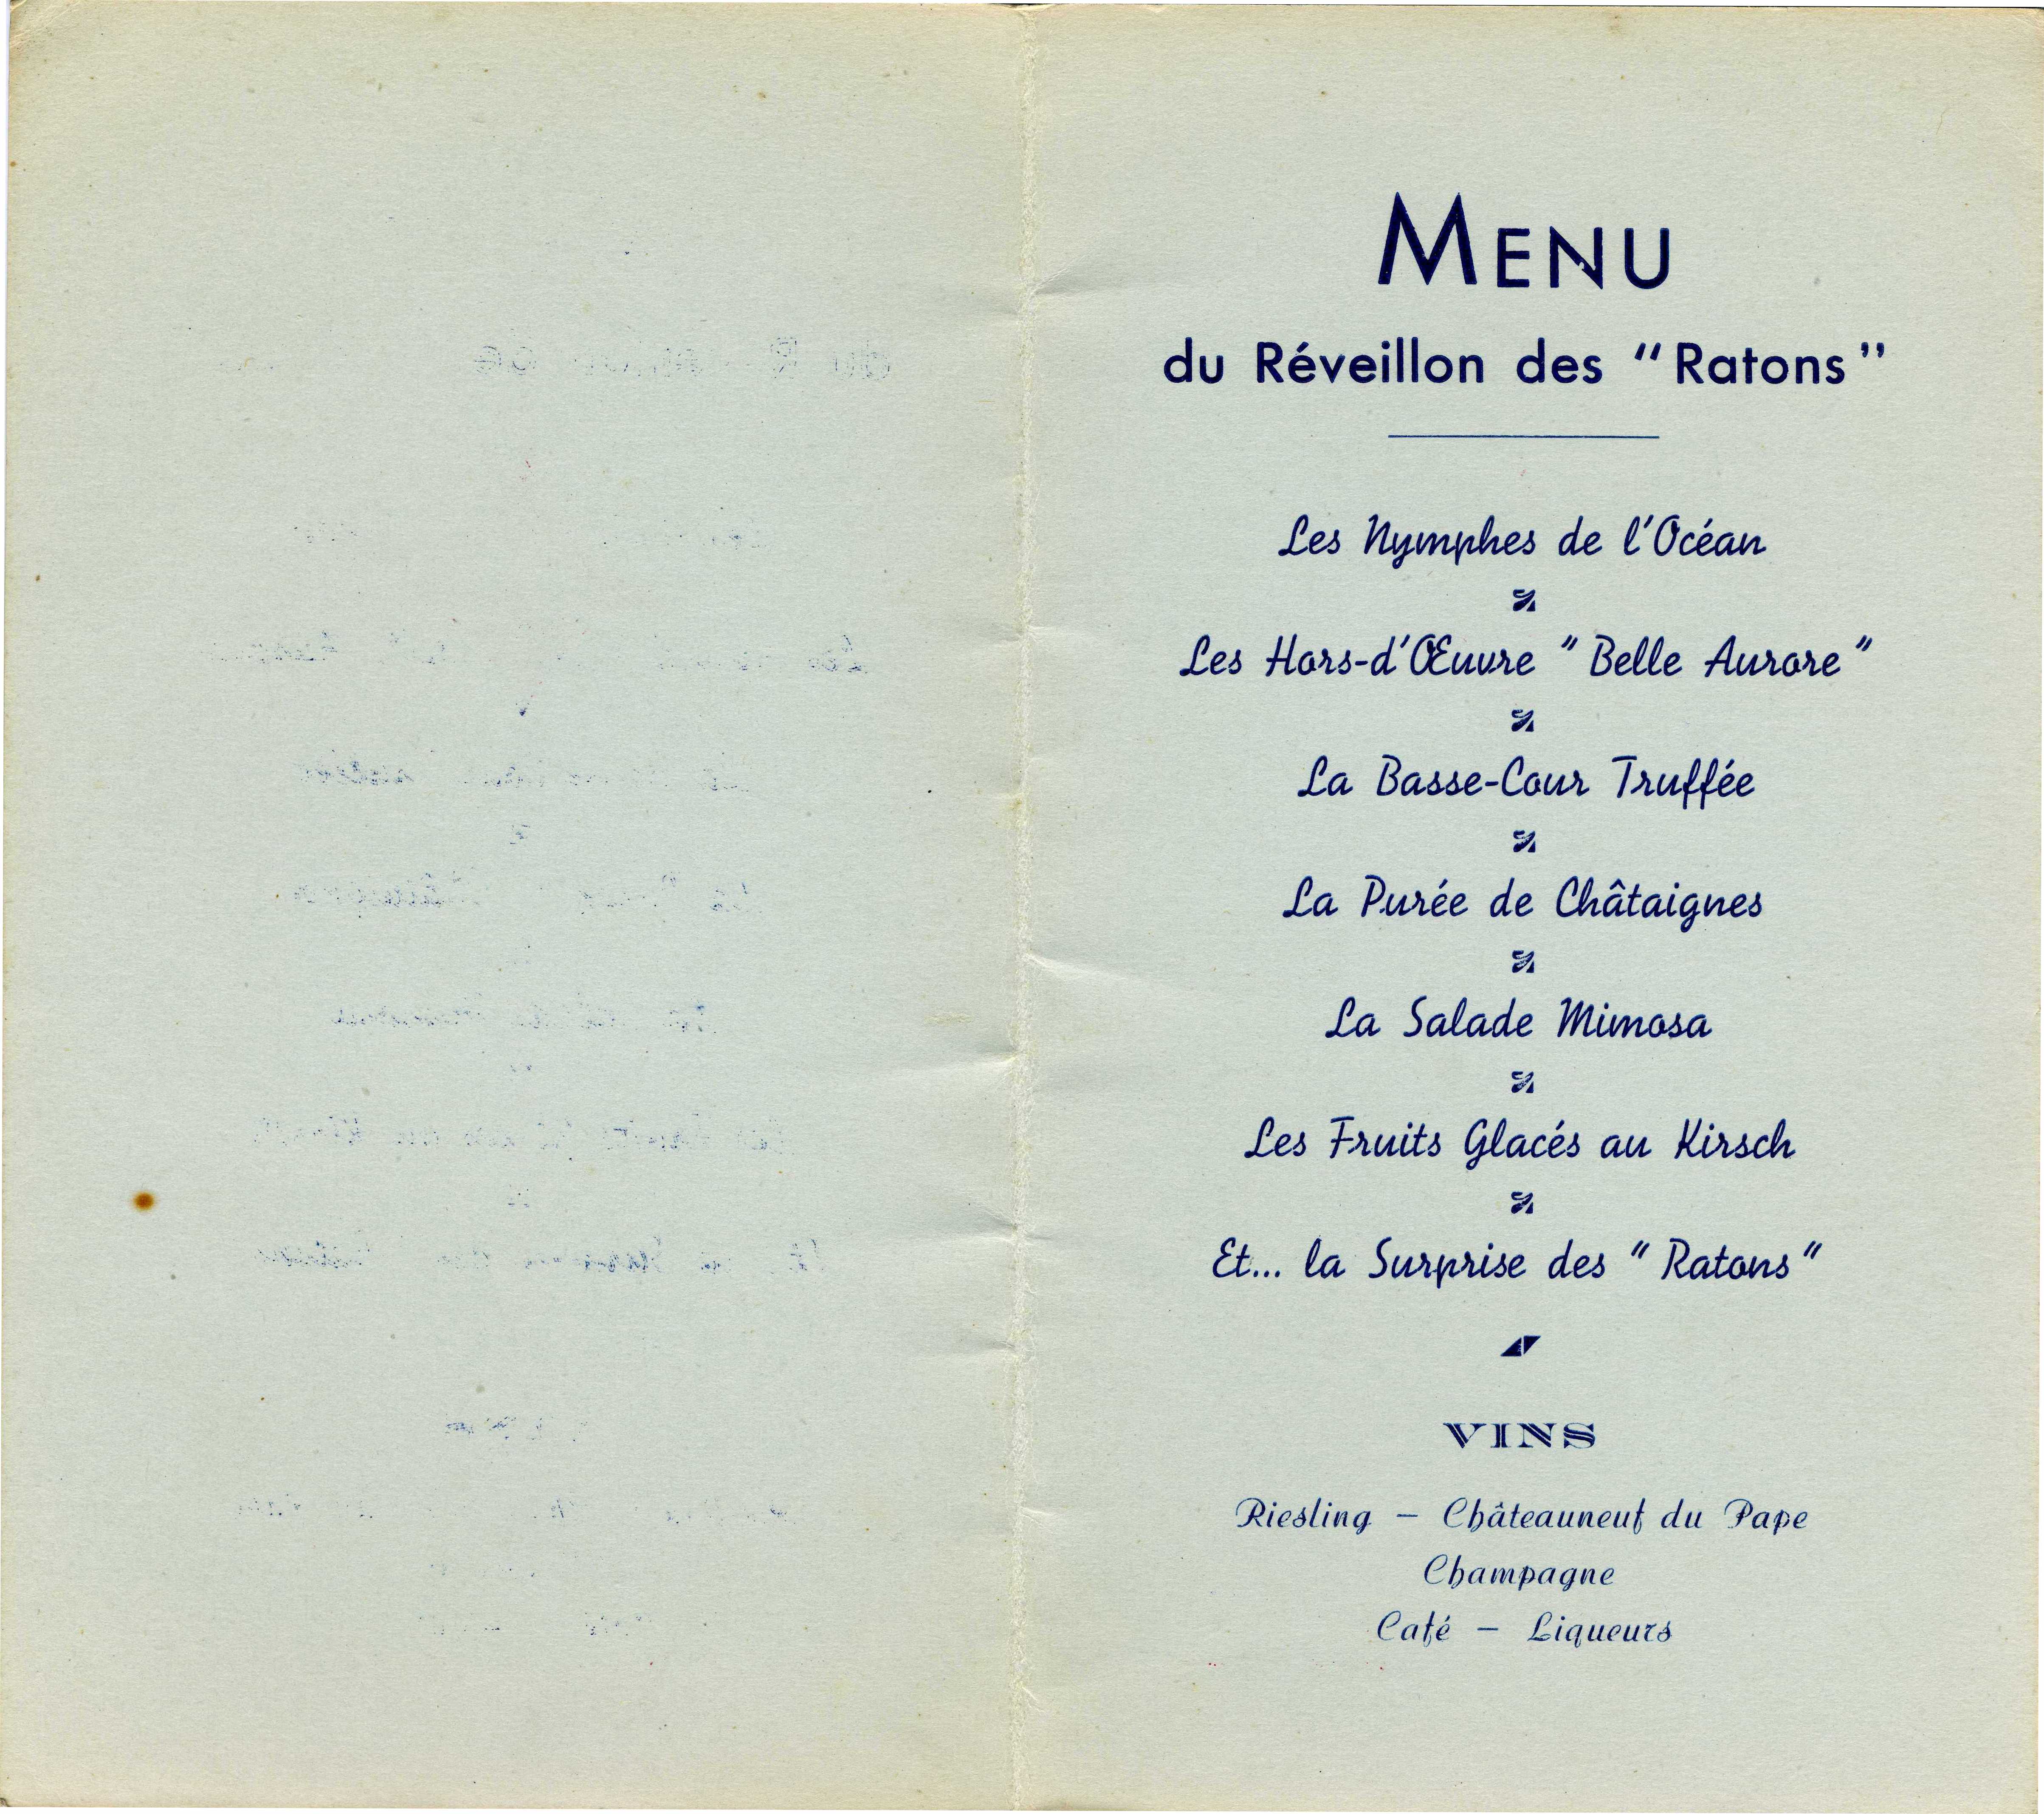 MENU
du Réveillon des "Ratons"
Les Nymphes de l'Océan
Les Hors-d'Œuvre "Belle Aurore"
La Basse-Cour Truffée
La Purée de Châtaignes
La Salade Mimosa
Les Fruits Glacés au Kirsch
Et... la Surprise des "Ratons"
VINS
Riesling — Châteauneuf du Pape
Champagne
Café — Liqueurs